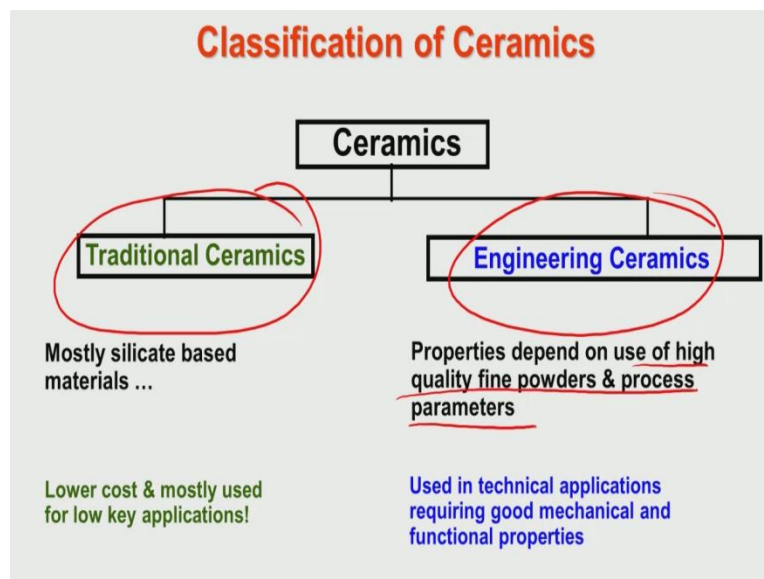 Classification of Ceramics
Ceramics
Traditional Ceramics
Engineering Ceramics
Mostly silicate based
materials ...
Properties depend on use of high
quality fine powders & process
parameters
Lower cost & mostly used
for low key applications!
Used in technical applications
requiring good mechanical and
functional properties